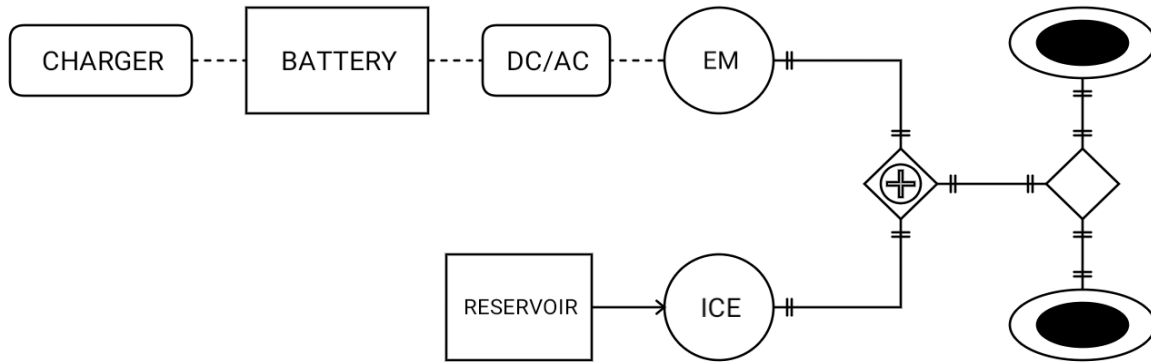 CHARGER
BATTERY
DC/AC
EM
RESERVOIR
ICE